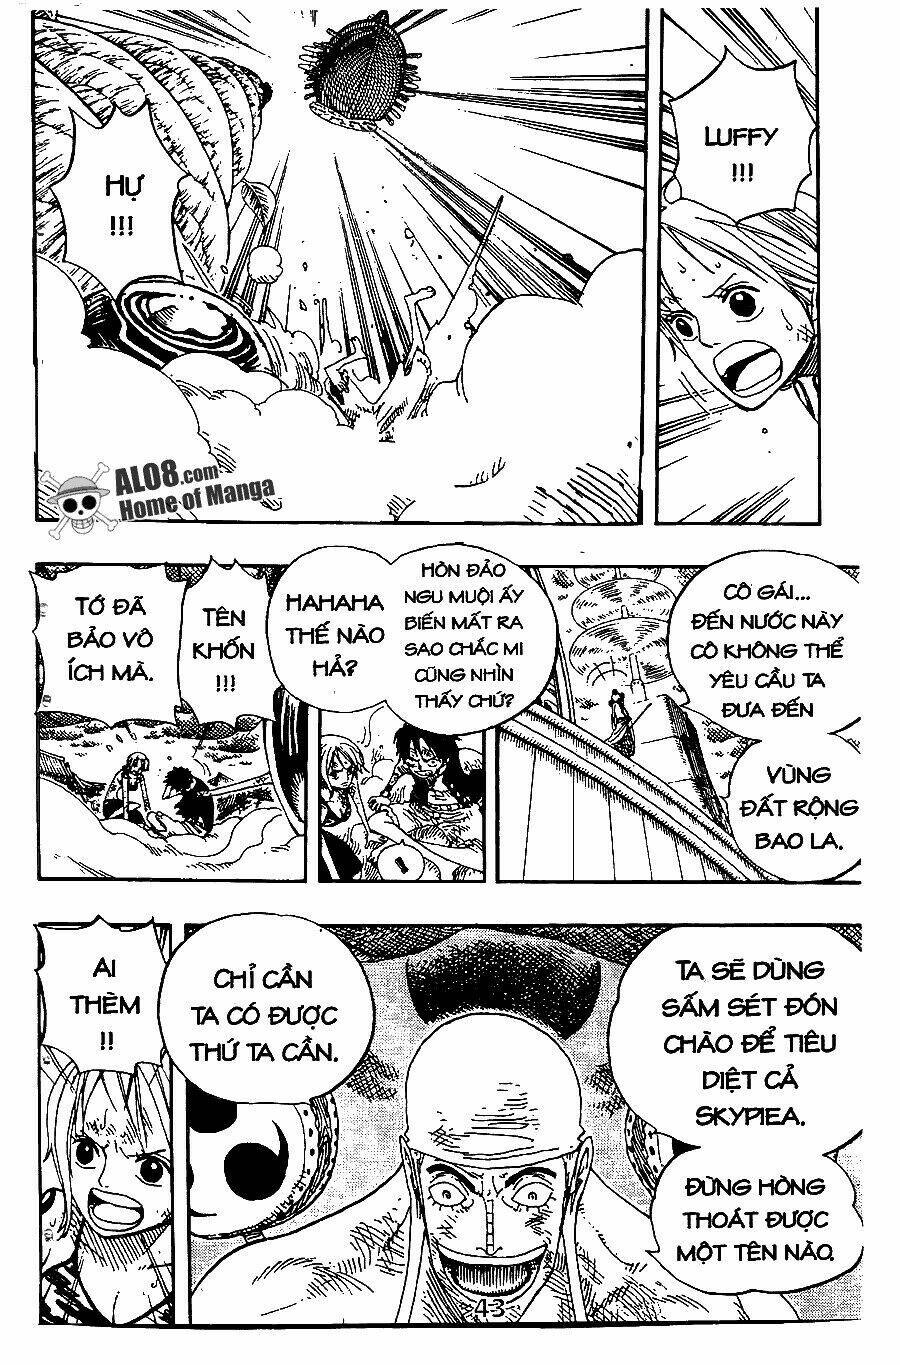 LUFFY
!!!
HỰ
!!!
AL08.com
Home of Manga
CÔ GÁI...
ĐẾN NƯỚC NÀY
CÔ KHÔNG THỂ
YÊU CẦU TA
ĐƯA ĐẾN
VÙNG
ĐẤT RỘNG
BAO LA.
HÒN ĐẢO
NGU MUỘI ẤY
BIẾN MẤT RA
SAO CHẮC MI
CŨNG NHÌN
THẤY CHỨ?
HAHAHA
THẾ NÀO
HẢ?
TÊN
KHỐN
!!!
TỚ ĐÃ
BẢO VÔ
ÍCH MÀ.
TA SẼ DÙNG
SẤM SÉT ĐÓN
CHÀO ĐỂ TIÊU
DIỆT CẢ
SKYPIEA.
ĐỪNG HÒNG
THOÁT ĐƯỢC
MỘT TÊN NÀO.
CHỈ CẦN
TA CÓ ĐƯỢC
THỨ TA CẦN.
AI
THÈM
!!
43